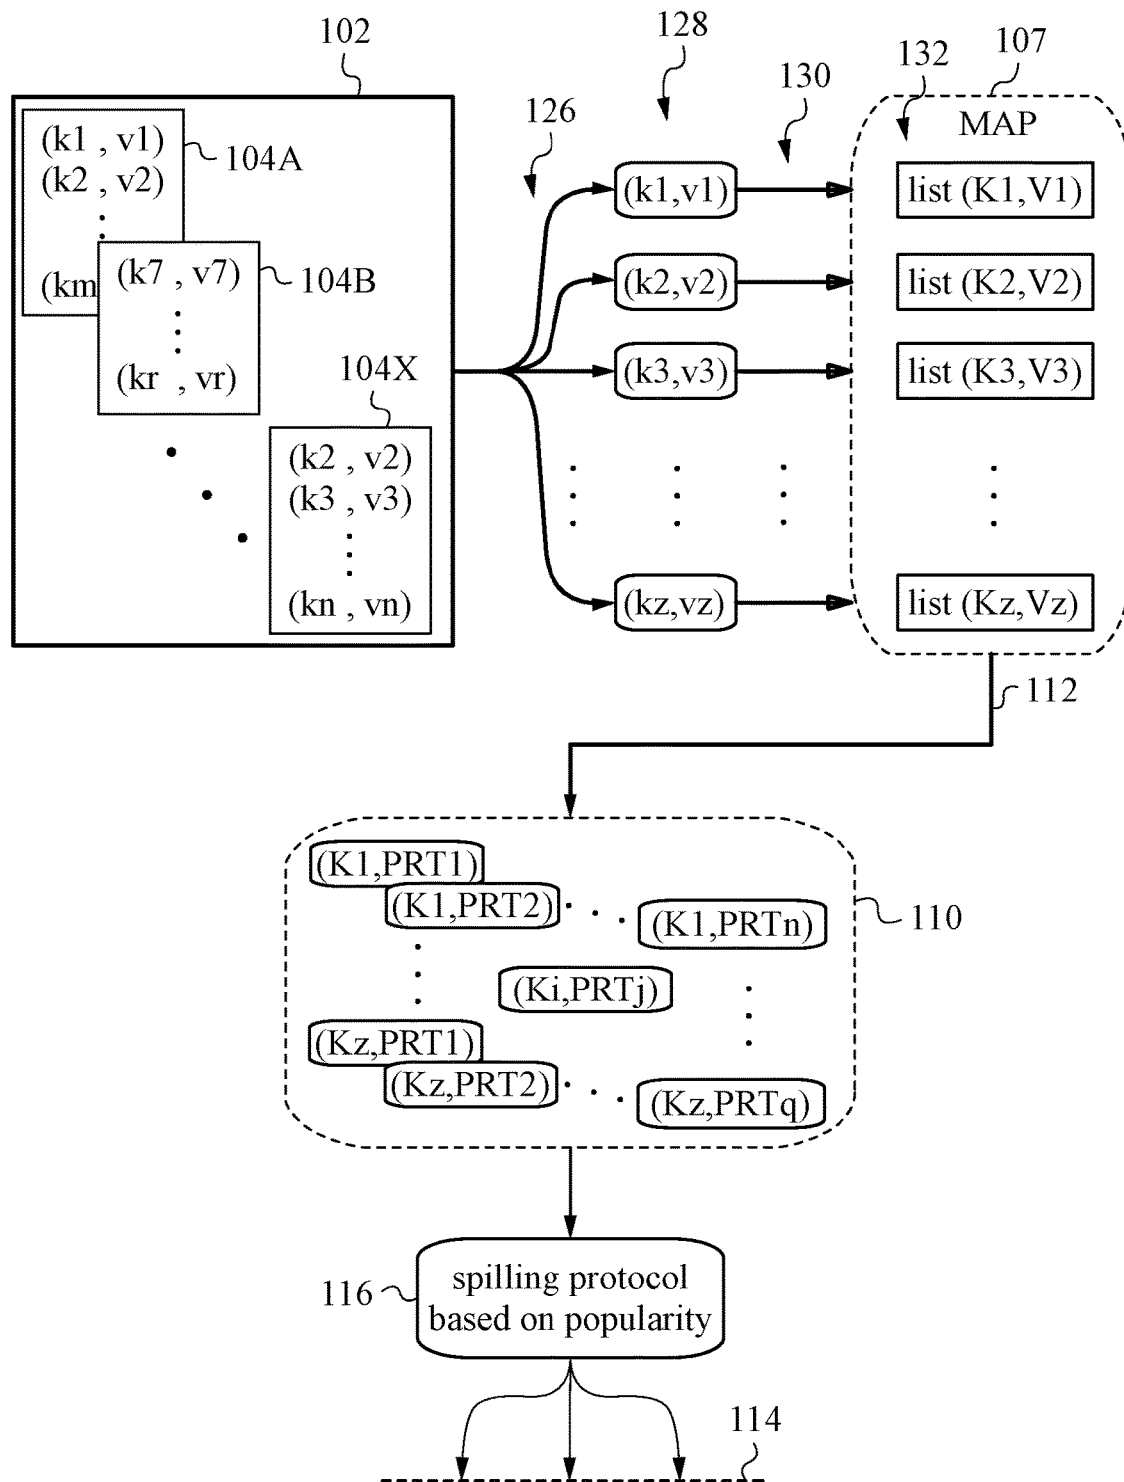 102
128
107
130
132
126
MAP
(k1 , v1)
104A
(k2 , v2)
(km
(k7 , v7)
104B
(kr , vr)
104X
(k2 , v2)
(k3 , v3)
(kn , vn)
(k1,v1)
list (K1,V1)
(k2,v2)
list (K2,V2)
(k3,v3)
list (K3,V3)
(kz,vz)
list (Kz,Vz)
112
(K1,PRT1)
(K1,PRT2)
(K1,PRTn)
110
(Ki,PRTj)
(Kz,PRT1)
(Kz,PRT2)
(Kz,PRTq)
116
spilling protocol
based on popularity
114